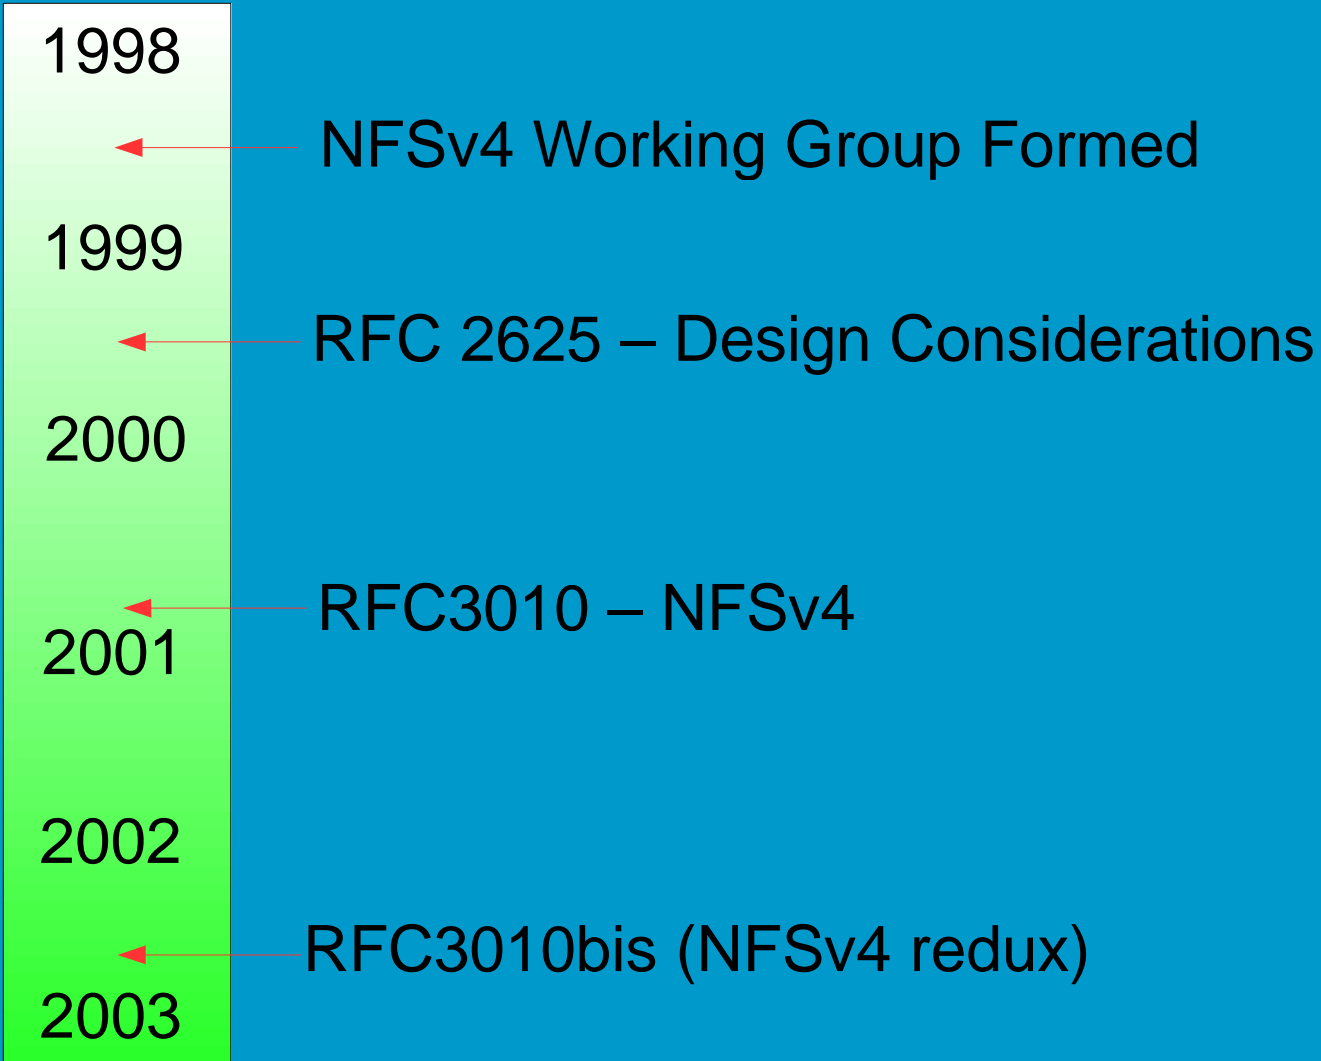 1998
NFSv4 Working Group Formed
1999
RFC 2625 – Design Considerations
2000
RFC3010 – NFSv4
2001
2002
RFC3010bis (NFSv4 redux)
2003